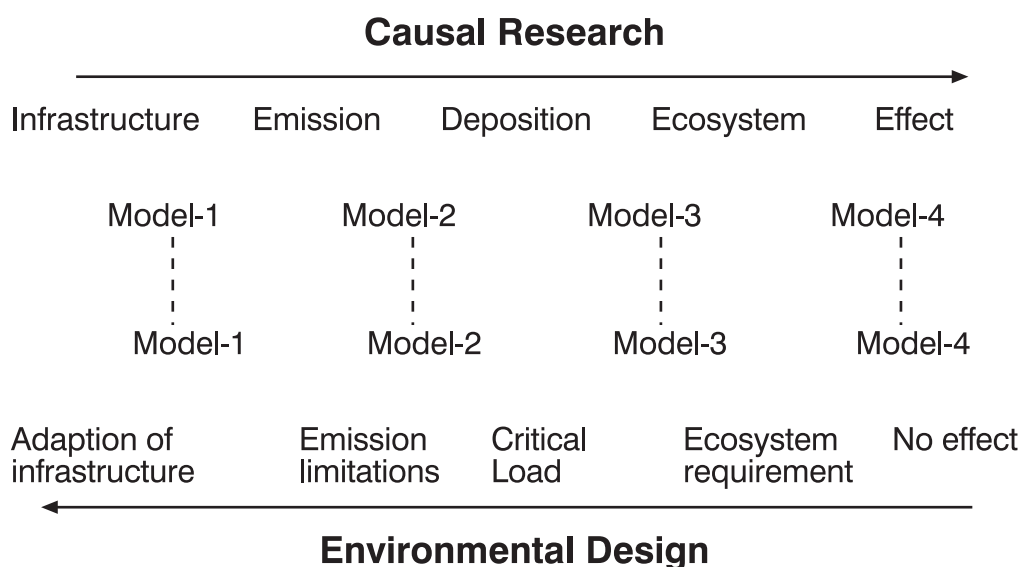 Causal Research
Infrastructure Emission Deposition Ecosystem Effect
Model-1 Model-2 Model-3 Model-4
Model-1 Model-2 Model-3 Model-4
Adaption of Emission Critical Ecosystem No effect
infrastructure limitations Load requirement
Environmental Design